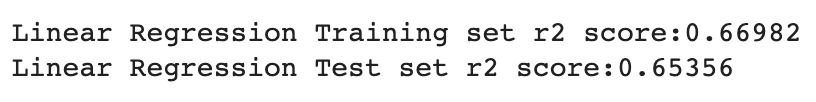 Linear Regression Training set r2 score:0.66982
Linear Regression Test set r2 score:0.65356